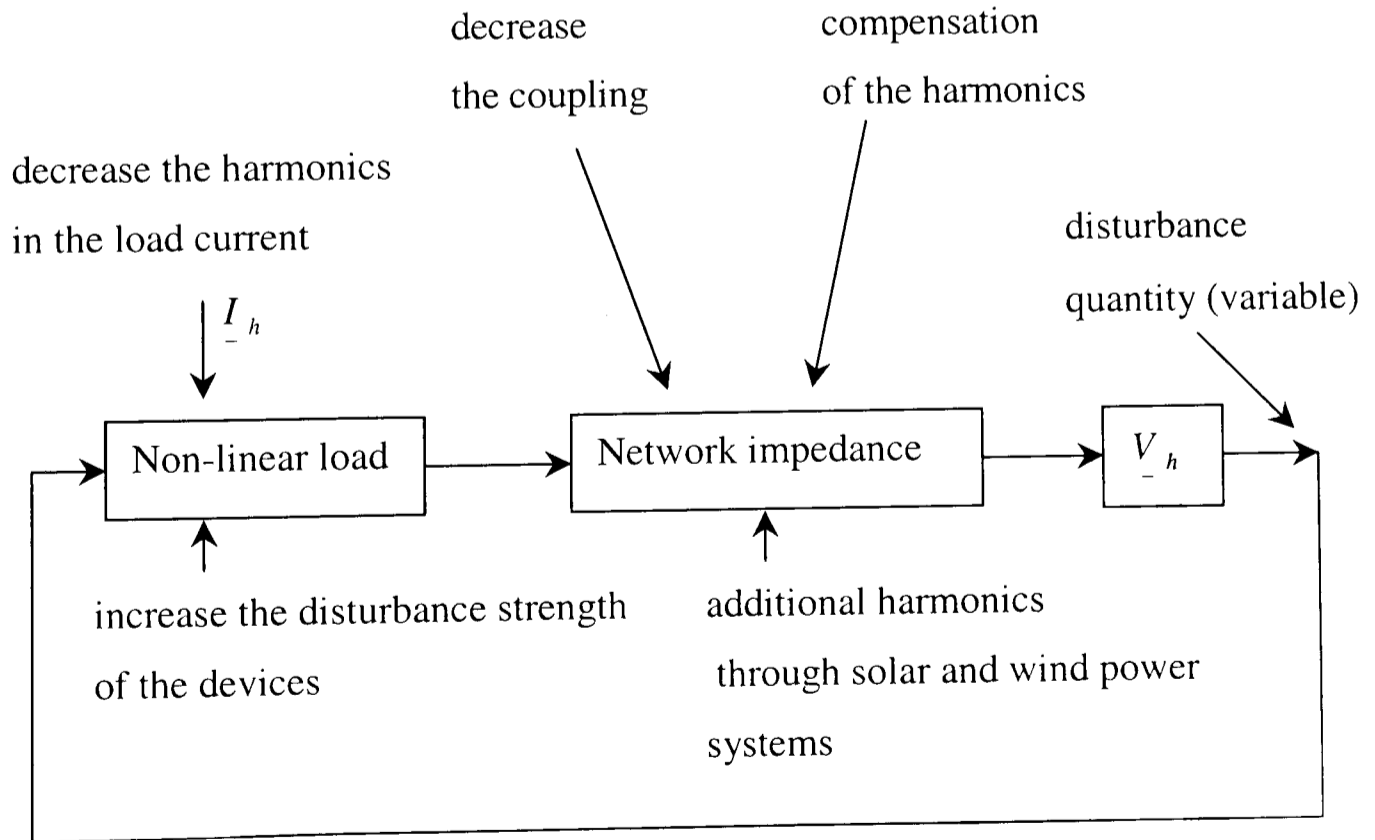 decrease
the coupling
compensation
of the harmonics
decrease the harmonics
in the load current
I h
disturbance
quantity (variable)
Non-linear load
Network impedance
V h
increase the disturbance strength
of the devices
additional harmonics
through solar and wind power
systems